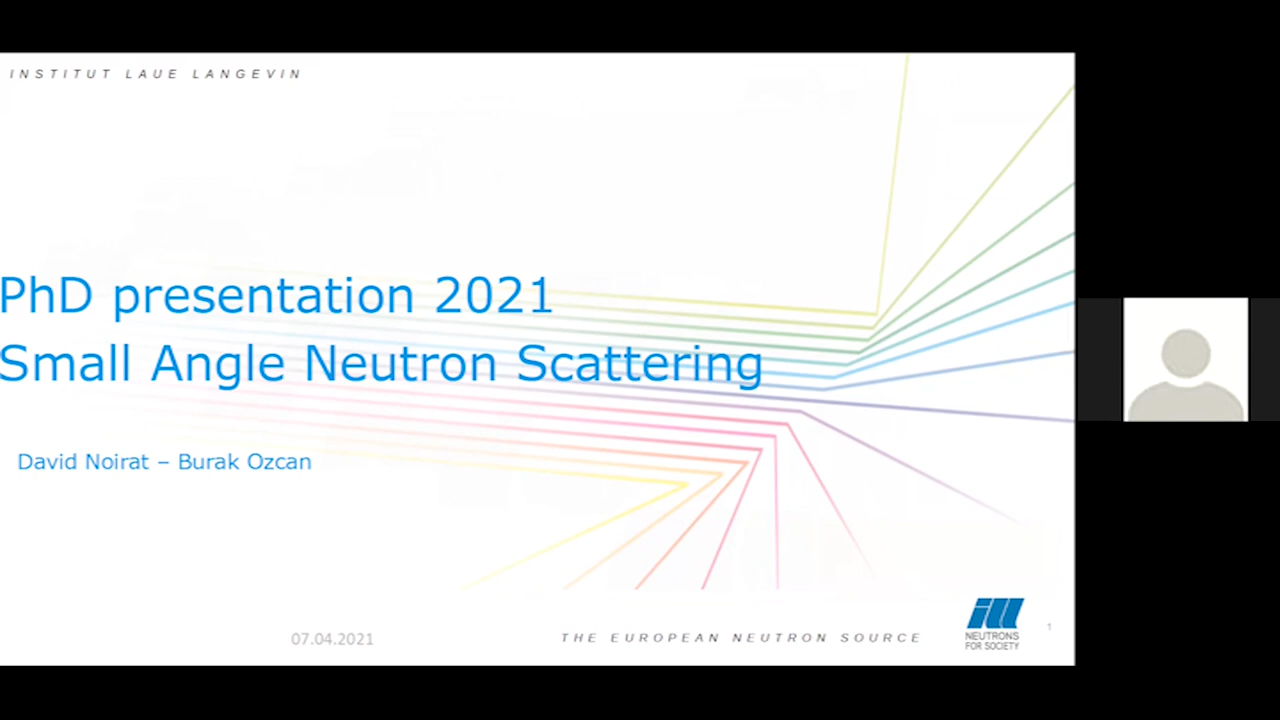 INSTITUT LAUE LANGEVIN
PhD presentation 2021
Small Angle Neutron Scattering
David Noirat – Burak Ozcan
07.04.2021
THE EUROPEAN NEUTRON SOURCE
ill
NEUTRONS
FOR SOCIETY
1